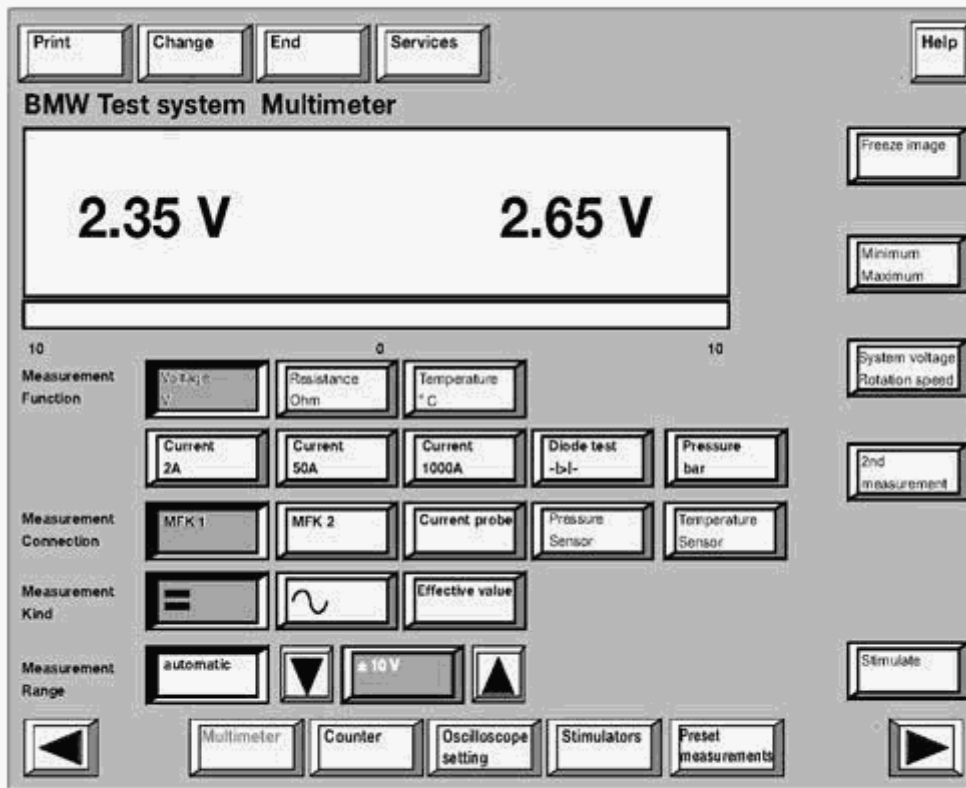 Print Change End Services Help
BMW Test system Multimeter
Freeze image
2.35 V 2.65 V
Minimum
Maximum
10 0 10
System voltage
Rotation speed
Measurement
Function
Voltage
V
Resistance
Ohm
Temperature
° C
Current
2A
Current
50A
Current
1000A
Diode test
-I>I-
Pressure
bar
2nd
measurement
Measurement
Connection
MFK 1
MFK 2
Current probe
Pressure
Sensor
Temperature
Sensor
Measurement
Kind
Effective value
Measurement
Range
automatic
± 10 V
Stimulate
Multimeter
Counter
Oscilloscope
setting
Stimulators
Preset
measurements